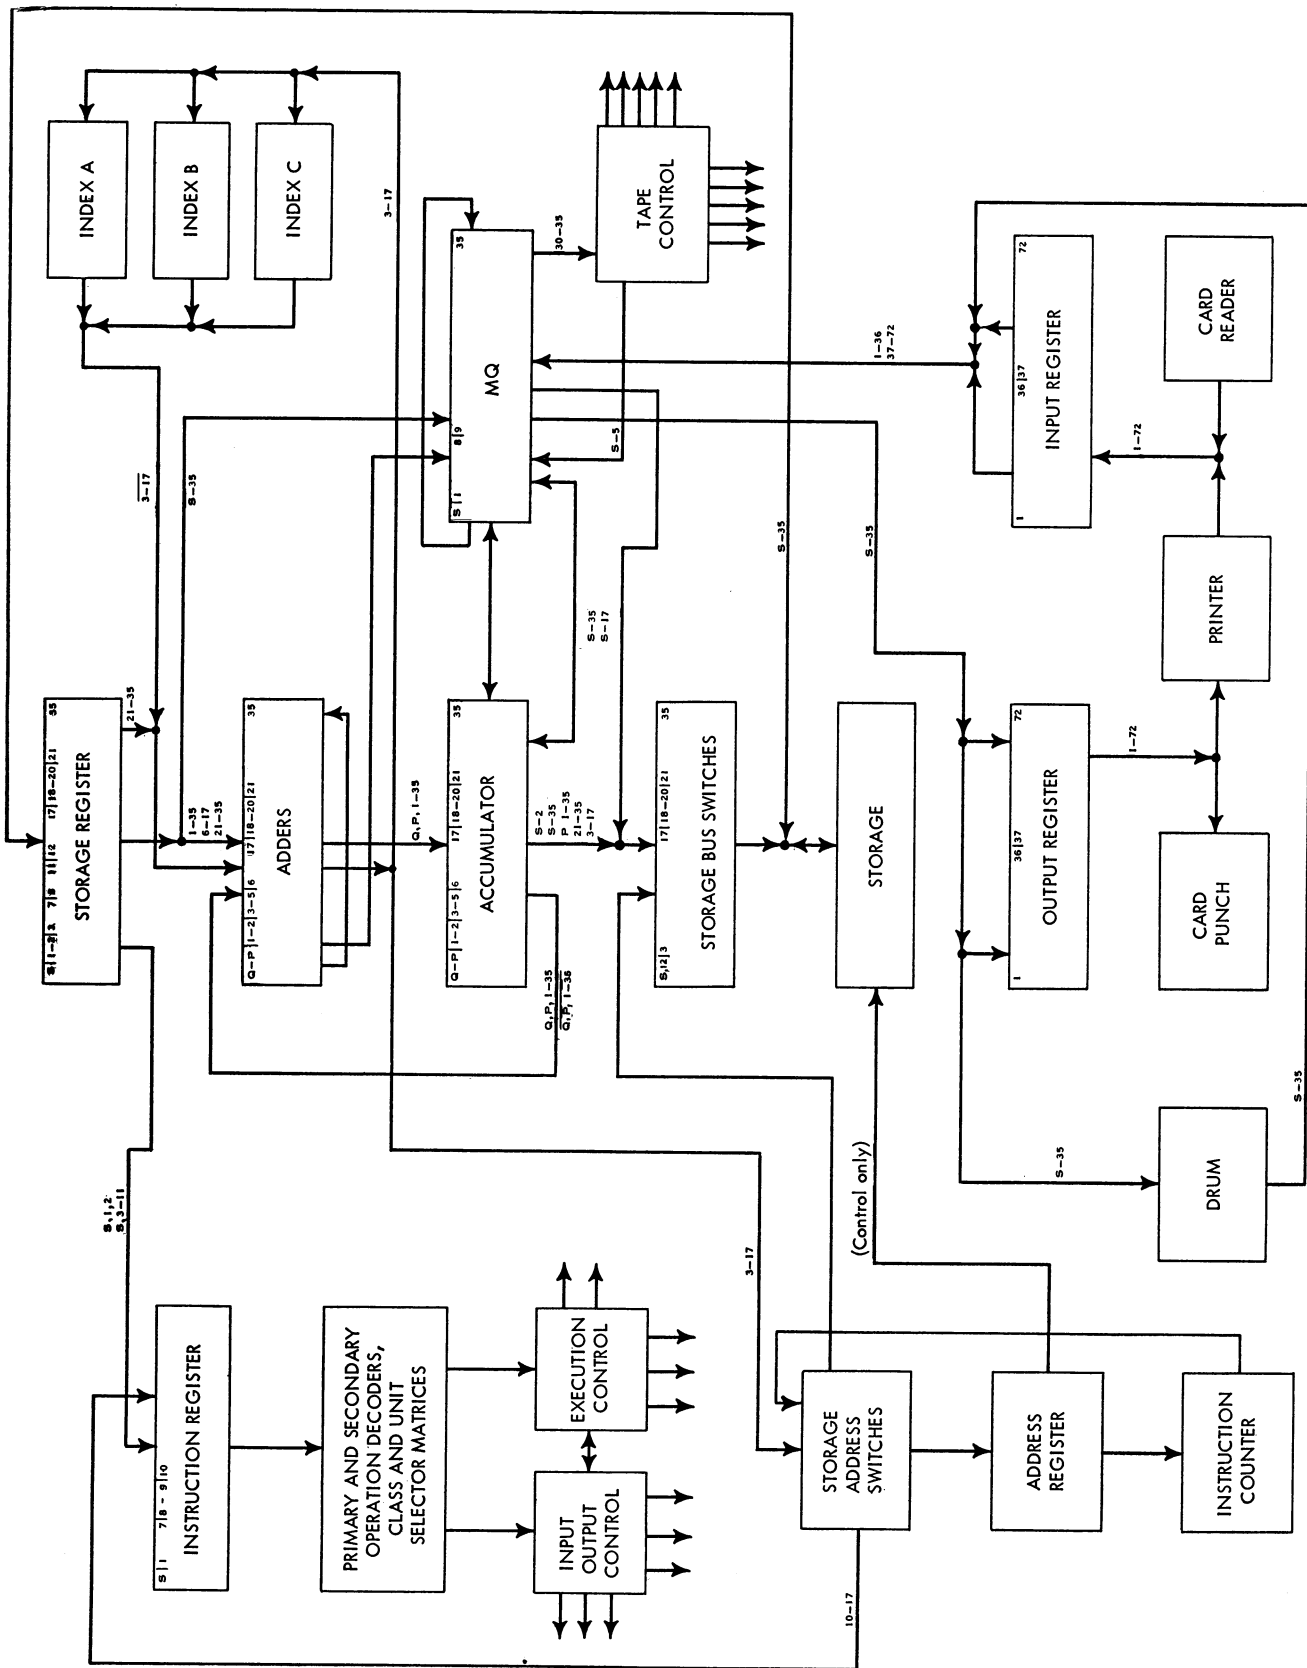 S|1 7|8-9|10
INSTRUCTION REGISTER
PRIMARY AND SECONDARY
OPERATION DECODERS,
CLASS AND UNIT
SELECTOR MATRICES
INPUT
OUTPUT
CONTROL
EXECUTION
CONTROL
10-17
STORAGE
ADDRESS
SWITCHES
ADDRESS
REGISTER
INSTRUCTION
COUNTER
S,1,2
S,3-11
3-17
(Control only)
STORAGE REGISTER
17|18-20|21
21-35
1-35
6-17
21-35
Q-P|1-2|3-5|6 17|18-20|21 35
ADDERS
Q,P,1-35
Q-P|1-2|3-5|6 17|18-20|21 35
ACCUMULATOR
Q,P,1-35
S-2
S-35
P 1-35
21-35
3-17
S,12|3 17|18-20|21 35
STORAGE BUS SWITCHES
STORAGE
1 36|37 72
OUTPUT REGISTER
1-72
CARD
PUNCH
PRINTER
DRUM
S-35
S-35
INDEX A
INDEX B
INDEX C
3-17
3-17
S-35
S|1 8|9 35
MQ
30-35
TAPE
CONTROL
S-5
S-35
S-17
S-35
S-35
1-36
37-72
1 36|37 72
INPUT REGISTER
1-72
CARD
READER